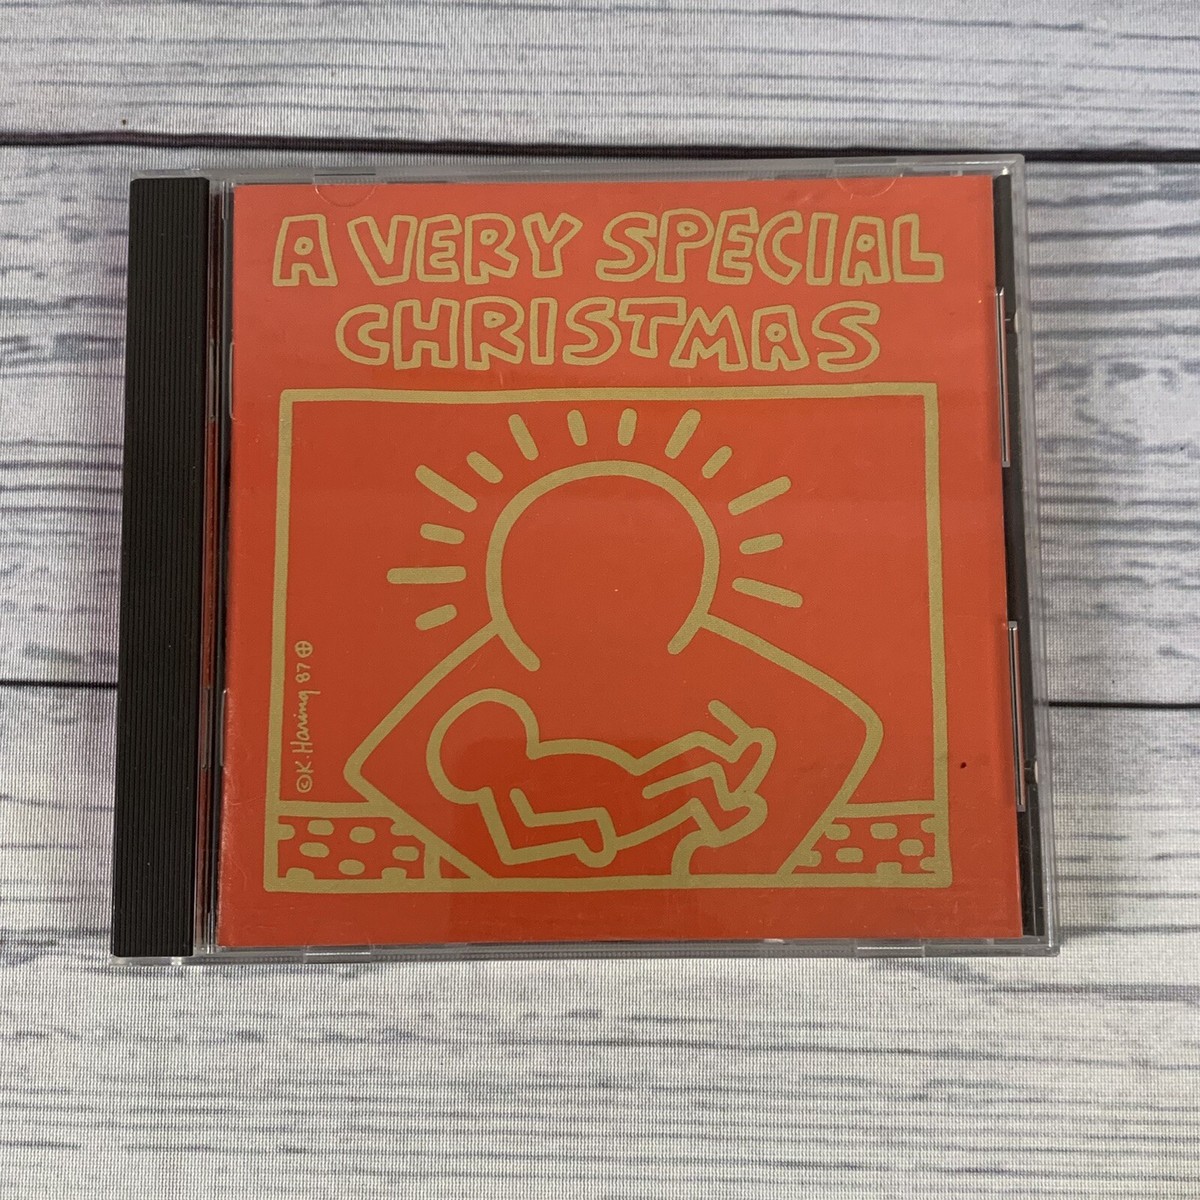 A VERY SPECIAL
CHRISTMAS
©K. Haring 87